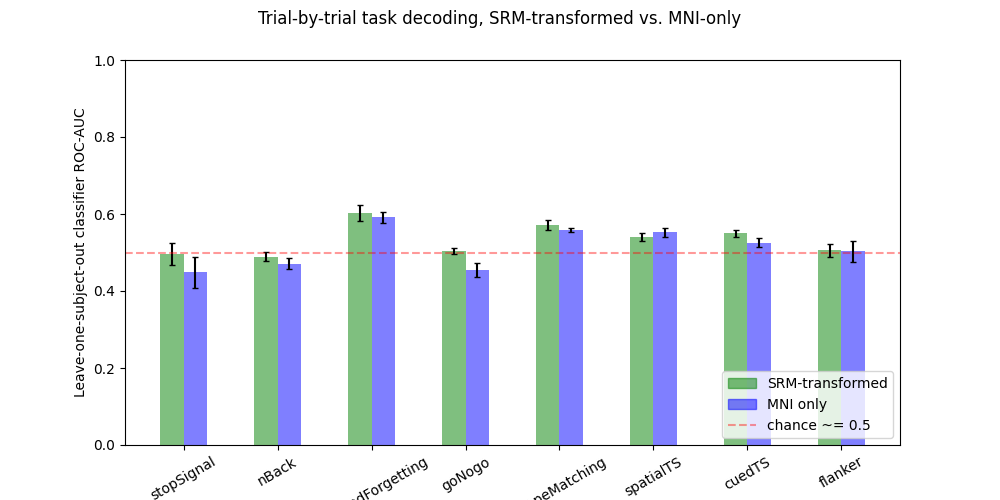 Trial-by-trial task decoding, SRM-transformed vs. MNI-only
Leave-one-subject-out classifier ROC-AUC
1.0
0.8
0.6
0.4
0.2
0.0
SRM-transformed
MNI only
chance ~= 0.5
stopSignal
nBack
dForgetting
goNogo
peMatching
spatialTS
cuedTS
flanker